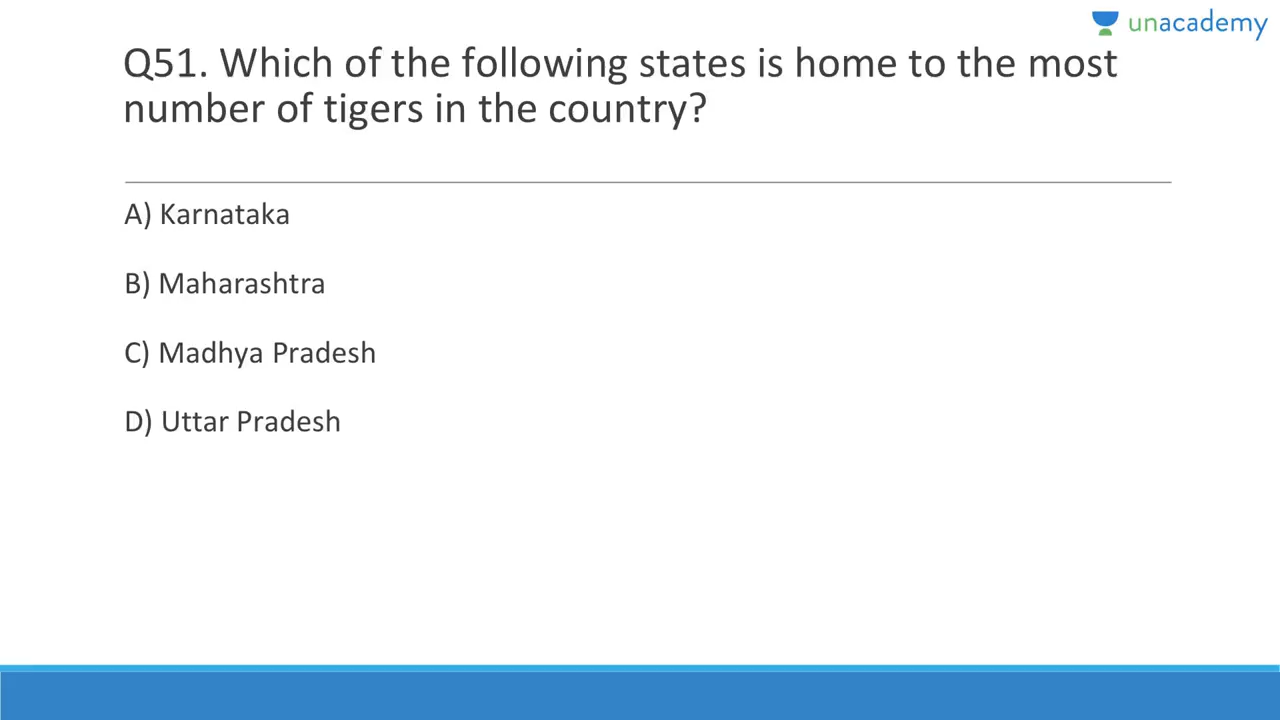 unacademy
Q51. Which of the following states is home to the most
number of tigers in the country?
A) Karnataka
B) Maharashtra
C) Madhya Pradesh
D) Uttar Pradesh